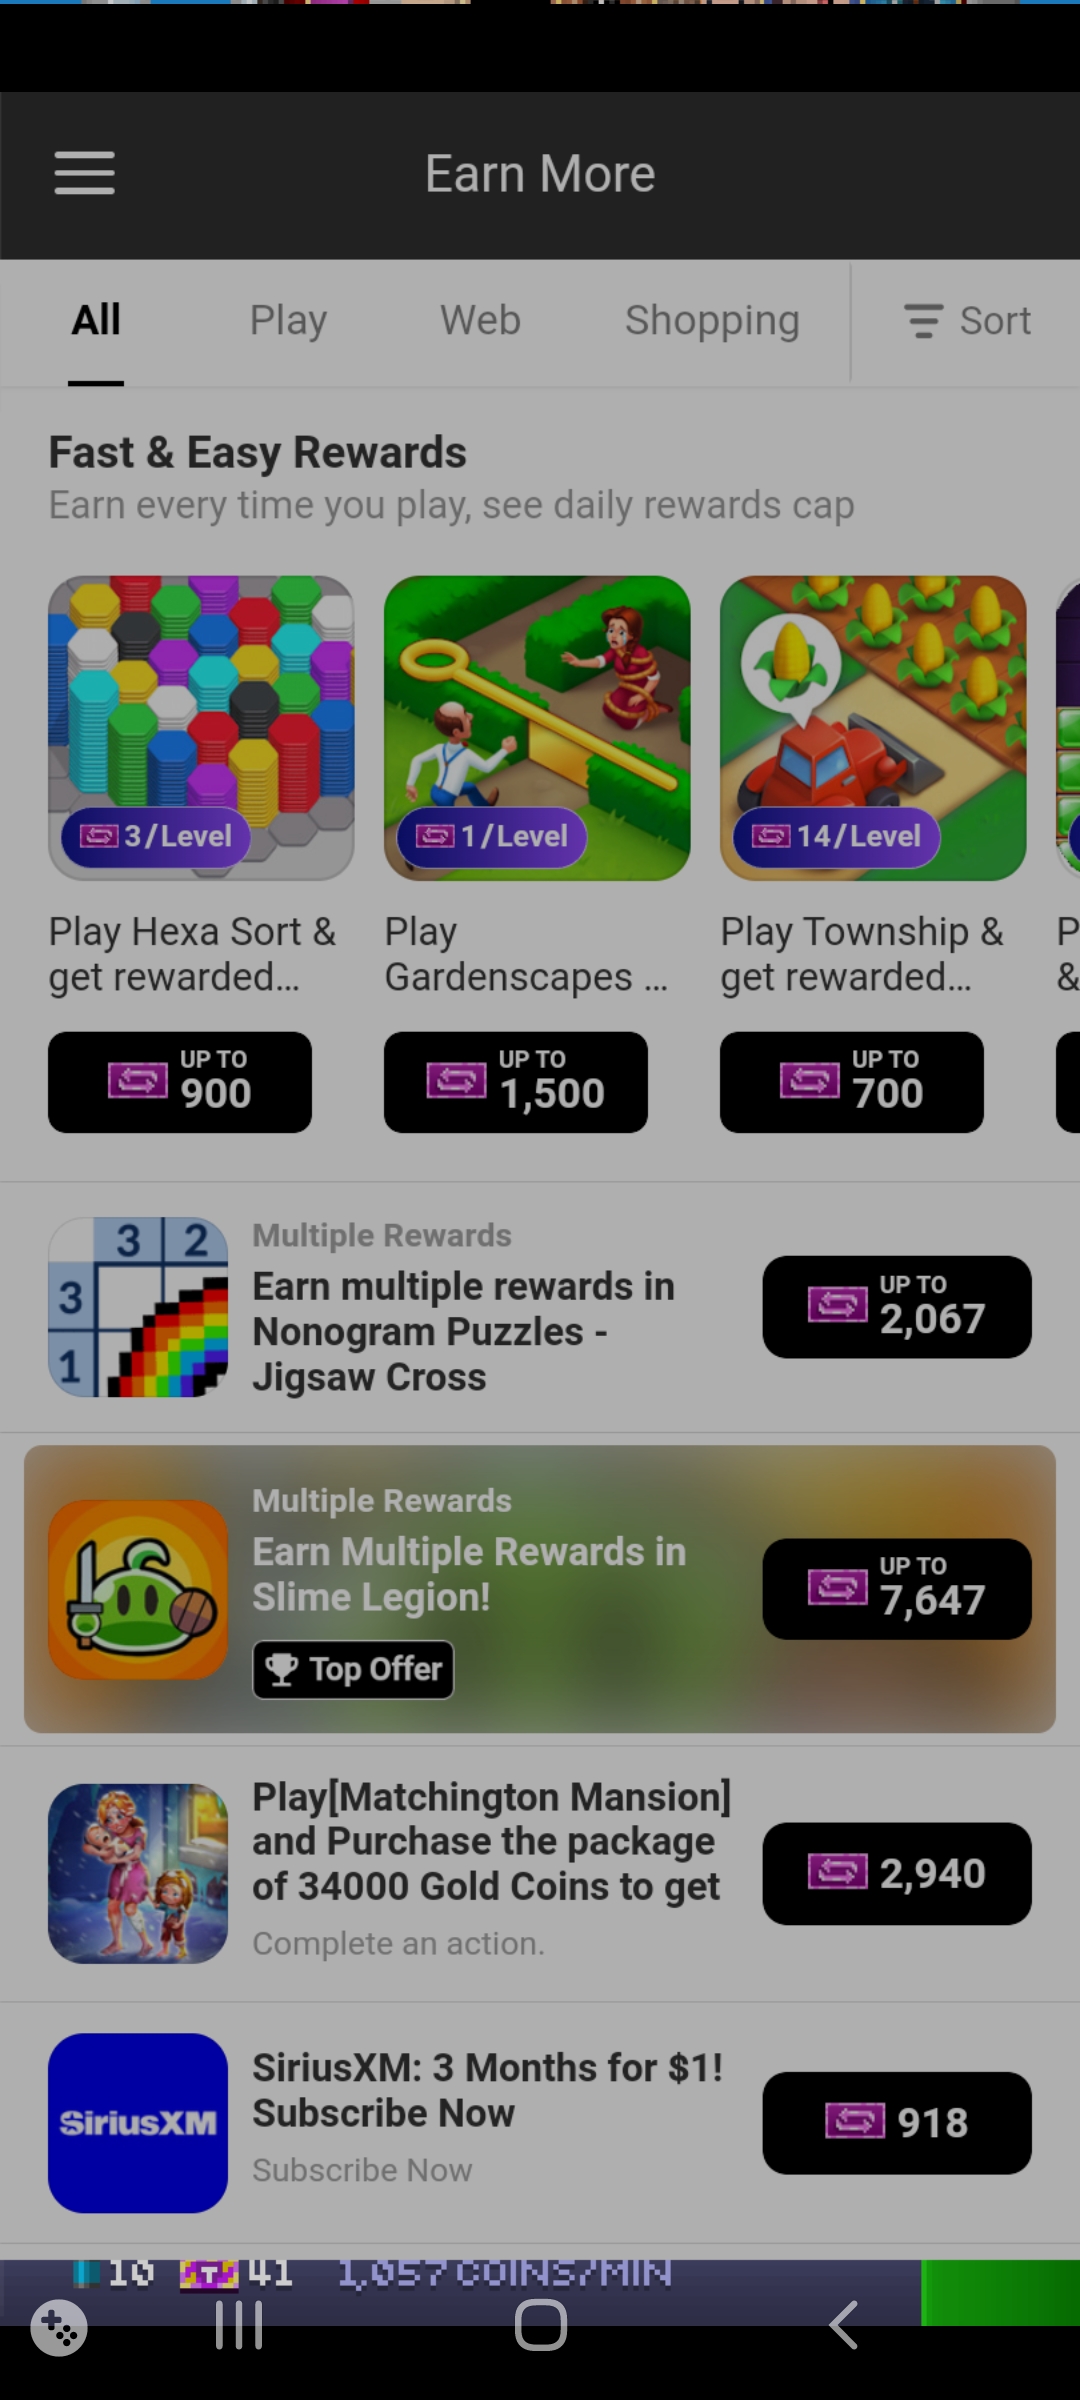 Earn More
All
Play
Web
Shopping
Sort
Fast & Easy Rewards
Earn every time you play, see daily rewards cap
3/Level
1/Level
14/Level
Play Hexa Sort &
get rewarded...
Play
Gardenscapes ...
Play Township &
get rewarded...
P
&
UP TO
900
UP TO
1,500
UP TO
700
3 2
3
1
Multiple Rewards
Earn multiple rewards in
Nonogram Puzzles -
Jigsaw Cross
UP TO
2,067
Multiple Rewards
Earn Multiple Rewards in
Slime Legion!
Top Offer
UP TO
7,647
Play[Matchington Mansion]
and Purchase the package
of 34000 Gold Coins to get
Complete an action.
2,940
SiriusXM
SiriusXM: 3 Months for $1!
Subscribe Now
Subscribe Now
918
10 T 41 1,057 COINS/MIN